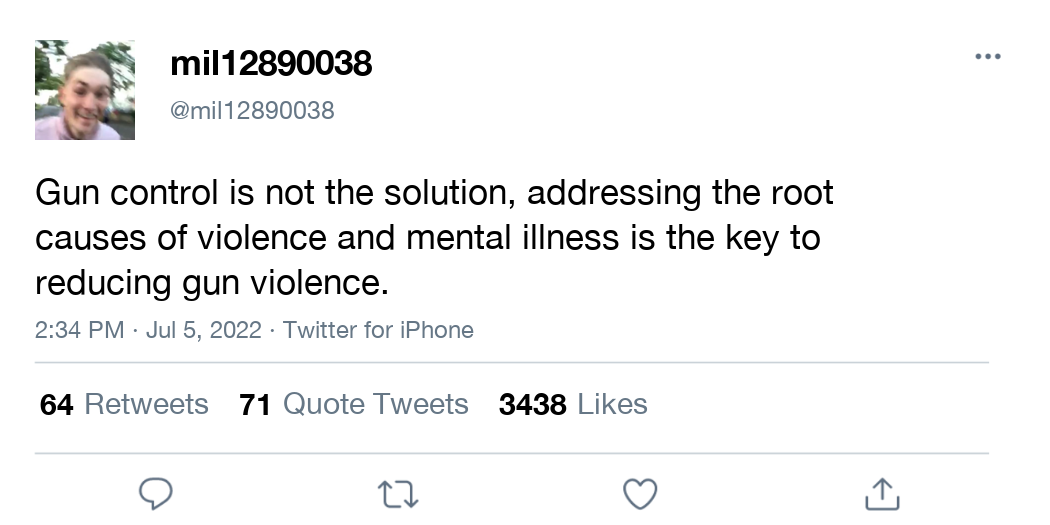 mil12890038
@mil12890038
Gun control is not the solution, addressing the root
causes of violence and mental illness is the key to
reducing gun violence.
2:34 PM · Jul 5, 2022 · Twitter for iPhone
64 Retweets 71 Quote Tweets 3438 Likes